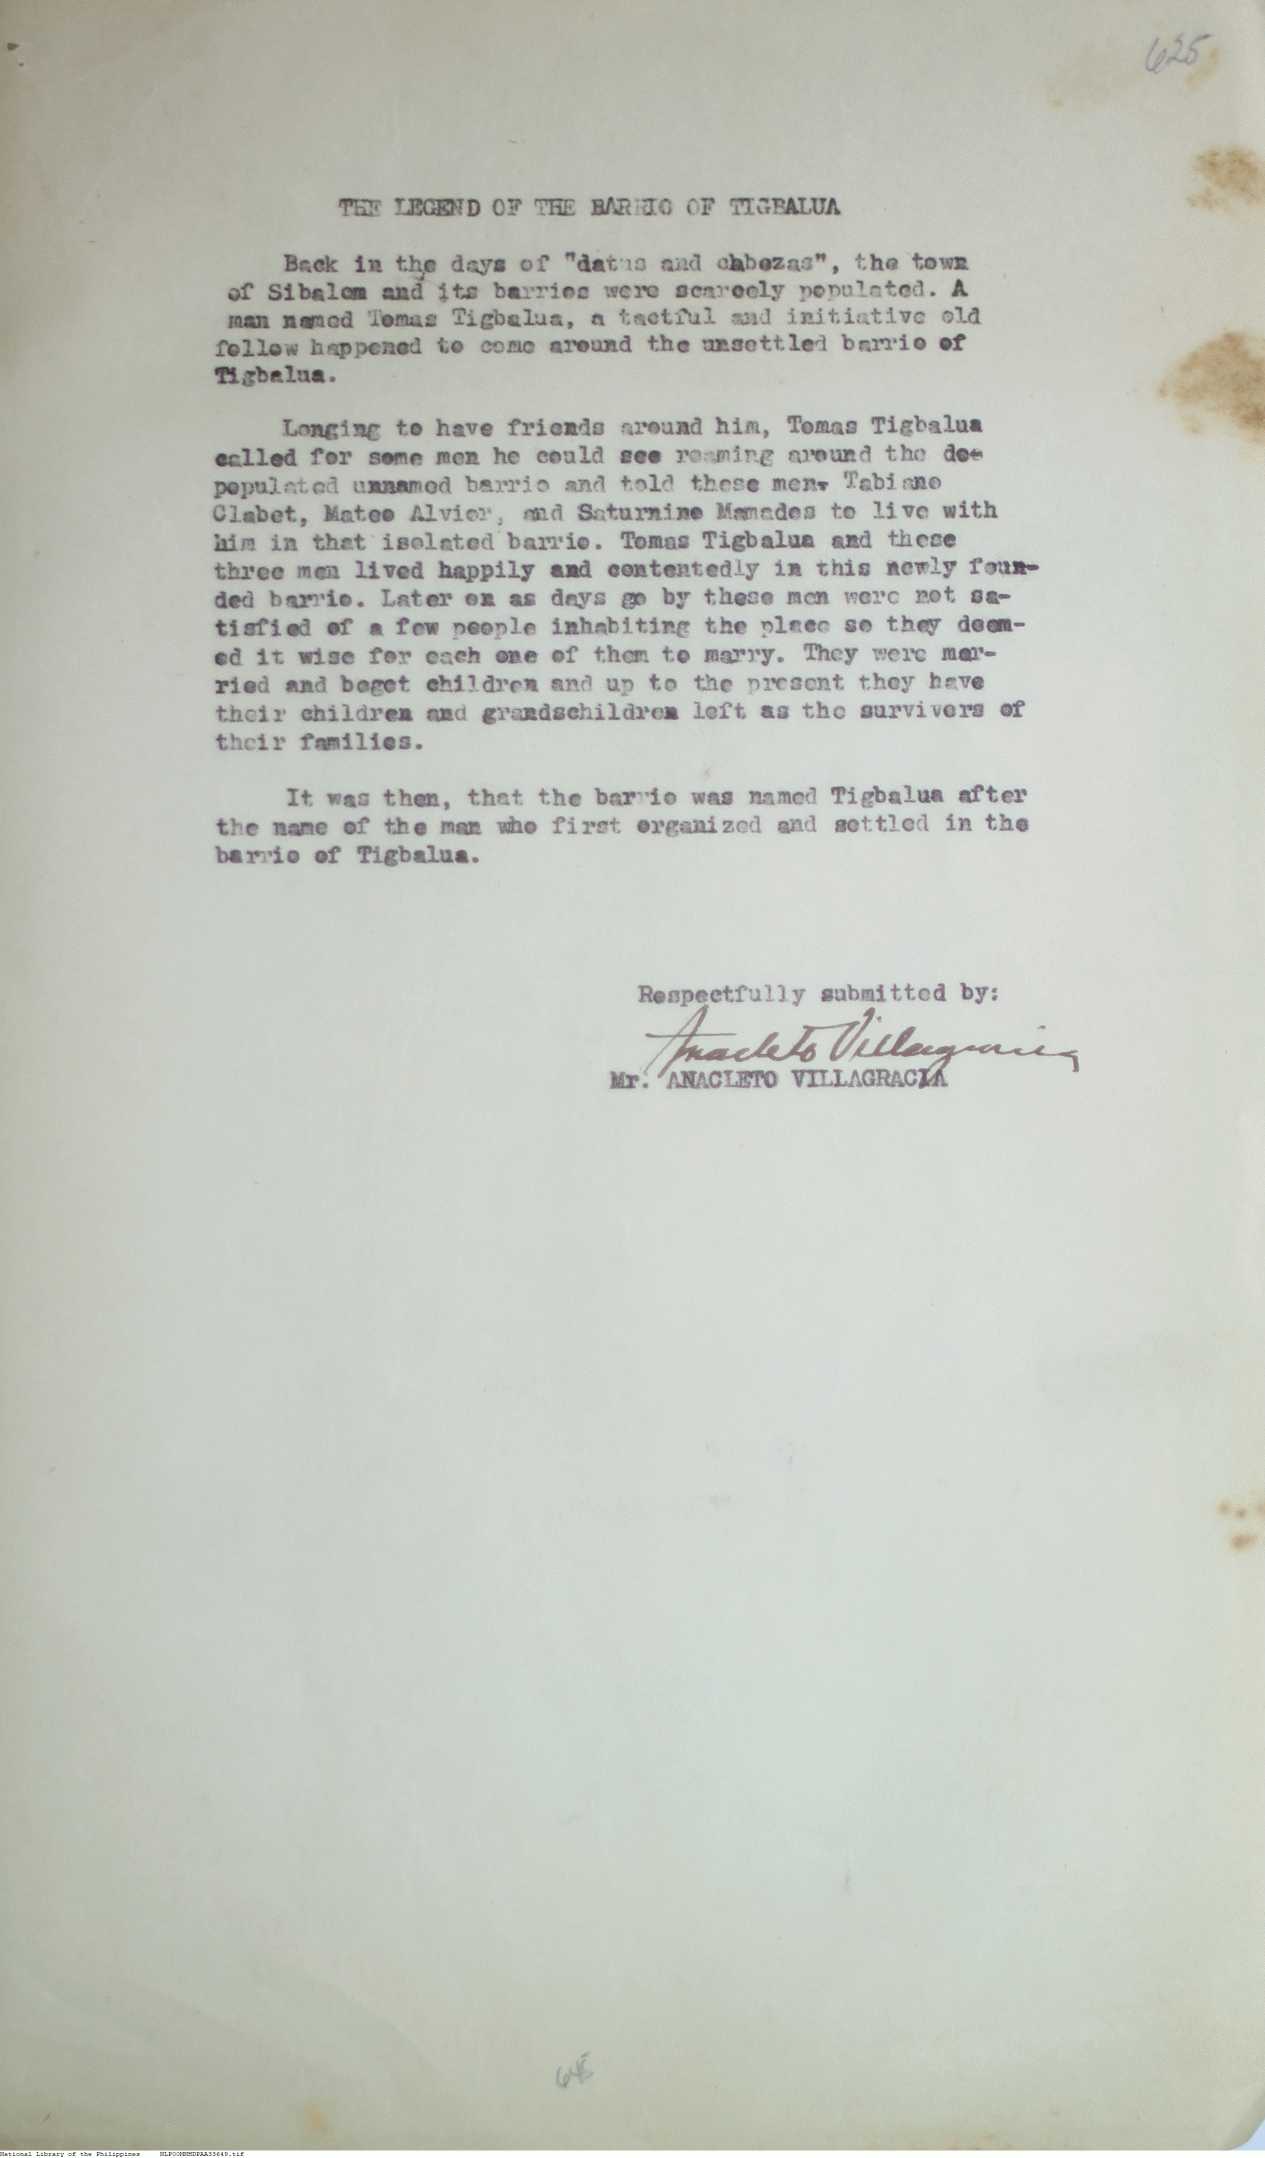 625
THE LEGEND OF THE BARRIO OF TIGBALUA
Back in the days of "datus and cabezas", the town
of Sibalom and its barrios were scarcely populated. A
man named Tomas Tigbalua, a tactful and initiative old
fellow happened to come around the unsettled barrio of
Tigbalua.
Longing to have friends around him, Tomas Tigbalua
called for some men he could see roaming around the de-
populated unnamed barrio and told these men, Tabiano
Clabet, Mateo Alvior, and Saturnino Mamades to live with
him in that isolated barrio. Tomas Tigbalua and these
three men lived happily and contentedly in this newly foun-
ded barrio. Later on as days go by these men were not sa-
tisfied of a few people inhabiting the place so they deem-
ed it wise for each one of them to marry. They were mar-
ried and beget children and up to the present they have
their children and grandschildren left as the survivers of
their families.
It was then, that the barrio was named Tigbalua after
the name of the man who first organized and settled in the
barrio of Tigbalua.
Respectfully submitted by:
Anacleto Villagracia
Mr. ANACLETO VILLAGRACIA
National Library of the Philippines